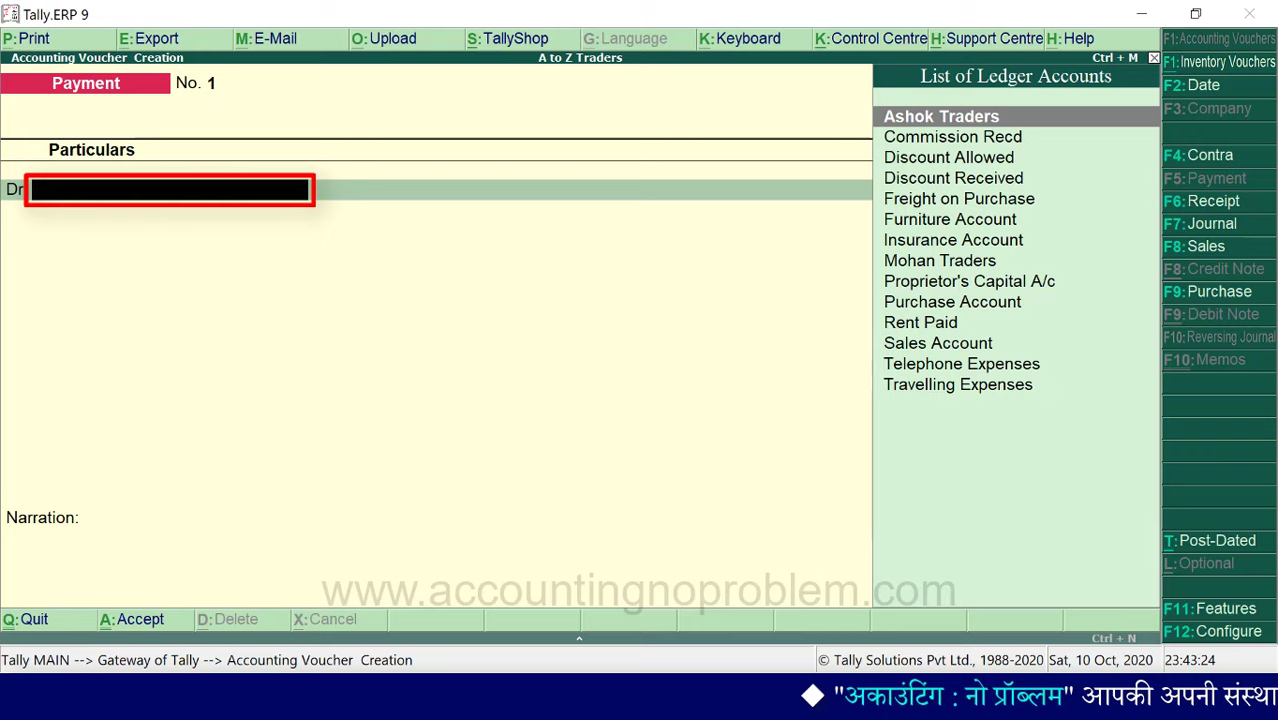 Tally.ERP 9
P: Print E: Export M: E-Mail O: Upload S: TallyShop G: Language K: Keyboard K: Control Centre H: Support Centre H: Help
Accounting Voucher Creation A to Z Traders Ctrl + M
Payment No. 1
Particulars
Dr
Narration:
List of Ledger Accounts
Ashok Traders
Commission Recd
Discount Allowed
Discount Received
Freight on Purchase
Furniture Account
Insurance Account
Mohan Traders
Proprietor's Capital A/c
Purchase Account
Rent Paid
Sales Account
Telephone Expenses
Travelling Expenses
F1: Accounting Vouchers
F1: Inventory Vouchers
F2: Date
F3: Company
F4: Contra
F5: Payment
F6: Receipt
F7: Journal
F8: Sales
F8: Credit Note
F9: Purchase
F9: Debit Note
F10: Reversing Journal
F10: Memos
T: Post-Dated
L: Optional
F11: Features
F12: Configure
www.accountingnoproblem.com
Q: Quit A: Accept D: Delete X: Cancel
Ctrl + N
Tally MAIN --> Gateway of Tally --> Accounting Voucher Creation © Tally Solutions Pvt Ltd., 1988-2020 Sat, 10 Oct, 2020 23:43:24
◆ "अकाउंटिंग : नो प्रॉब्लम" आपकी अपनी संस्था